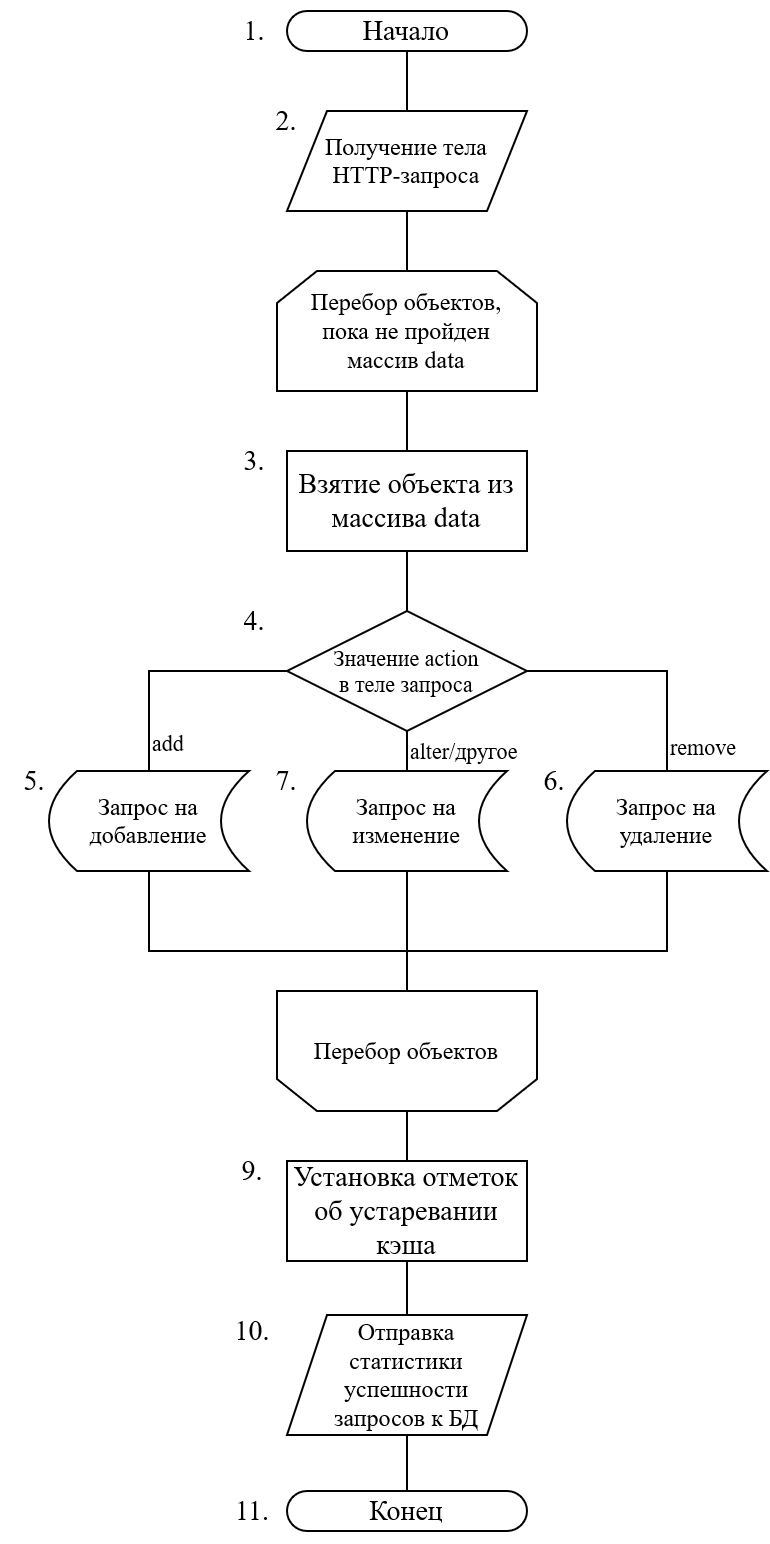 1.
Начало
2.
Получение тела
HTTP-запроса
Перебор объектов,
пока не пройден
массив data
3.
Взятие объекта из
массива data
4.
Значение action
в теле запроса
add
alter/другое
remove
5.
Запрос на
добавление
7.
Запрос на
изменение
6.
Запрос на
удаление
Перебор объектов
9.
Установка отметок
об устаревании
кэша
10.
Отправка
статистики
успешности
запросов к БД
11.
Конец